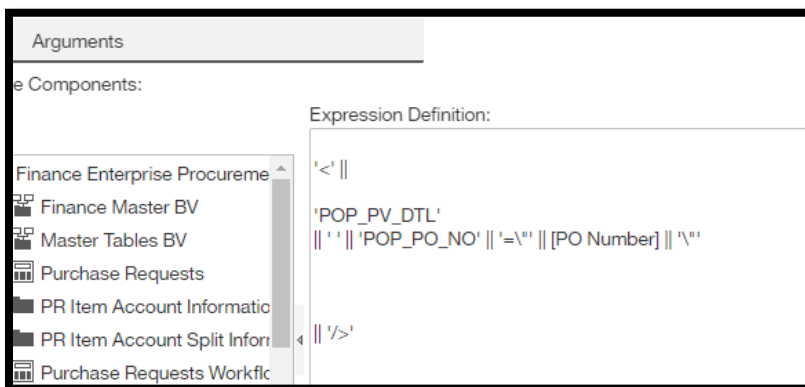 Arguments
e Components:
Expression Definition:
Finance Enterprise Procureme
Finance Master BV
Master Tables BV
Purchase Requests
PR Item Account Informatio
PR Item Account Split Inforr
Purchase Requests Workflc
'<' ||
'POP_PV_DTL'
|| ' ' || 'POP_PO_NO' || '=\"' || [PO Number] || '\"'
|| '/>'